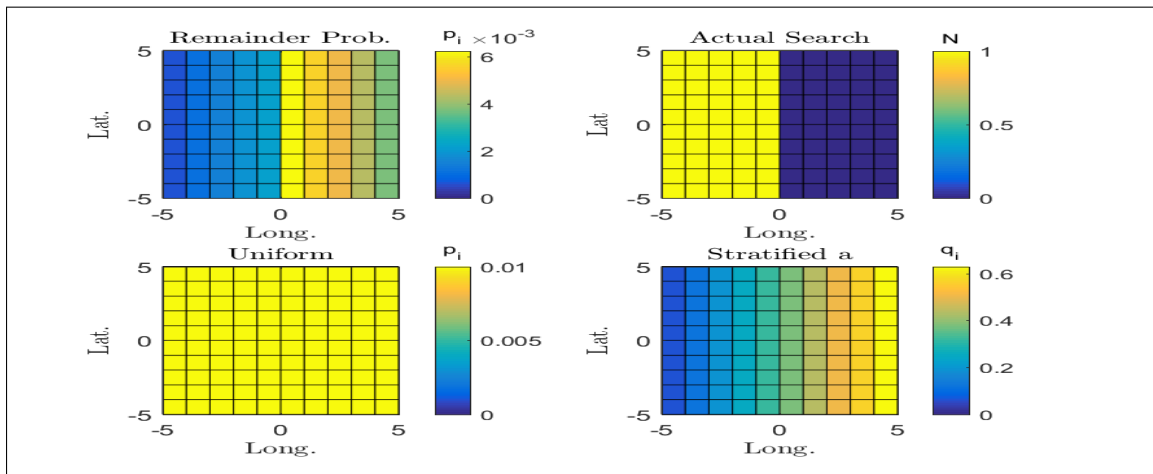 Remainder Prob.
p_i ×10^-3
5
0
-5
Lat.
-5 0 5
Long.
6
4
2
0
Actual Search
N
5
0
-5
Lat
-5 0 5
Long.
1
0.5
0
Uniform
p_i
5
0
-5
Lat.
-5 0 5
Long.
0.01
0.005
0
Stratified a
q_i
5
0
-5
Lat
-5 0 5
Long.
0.6
0.4
0.2
0